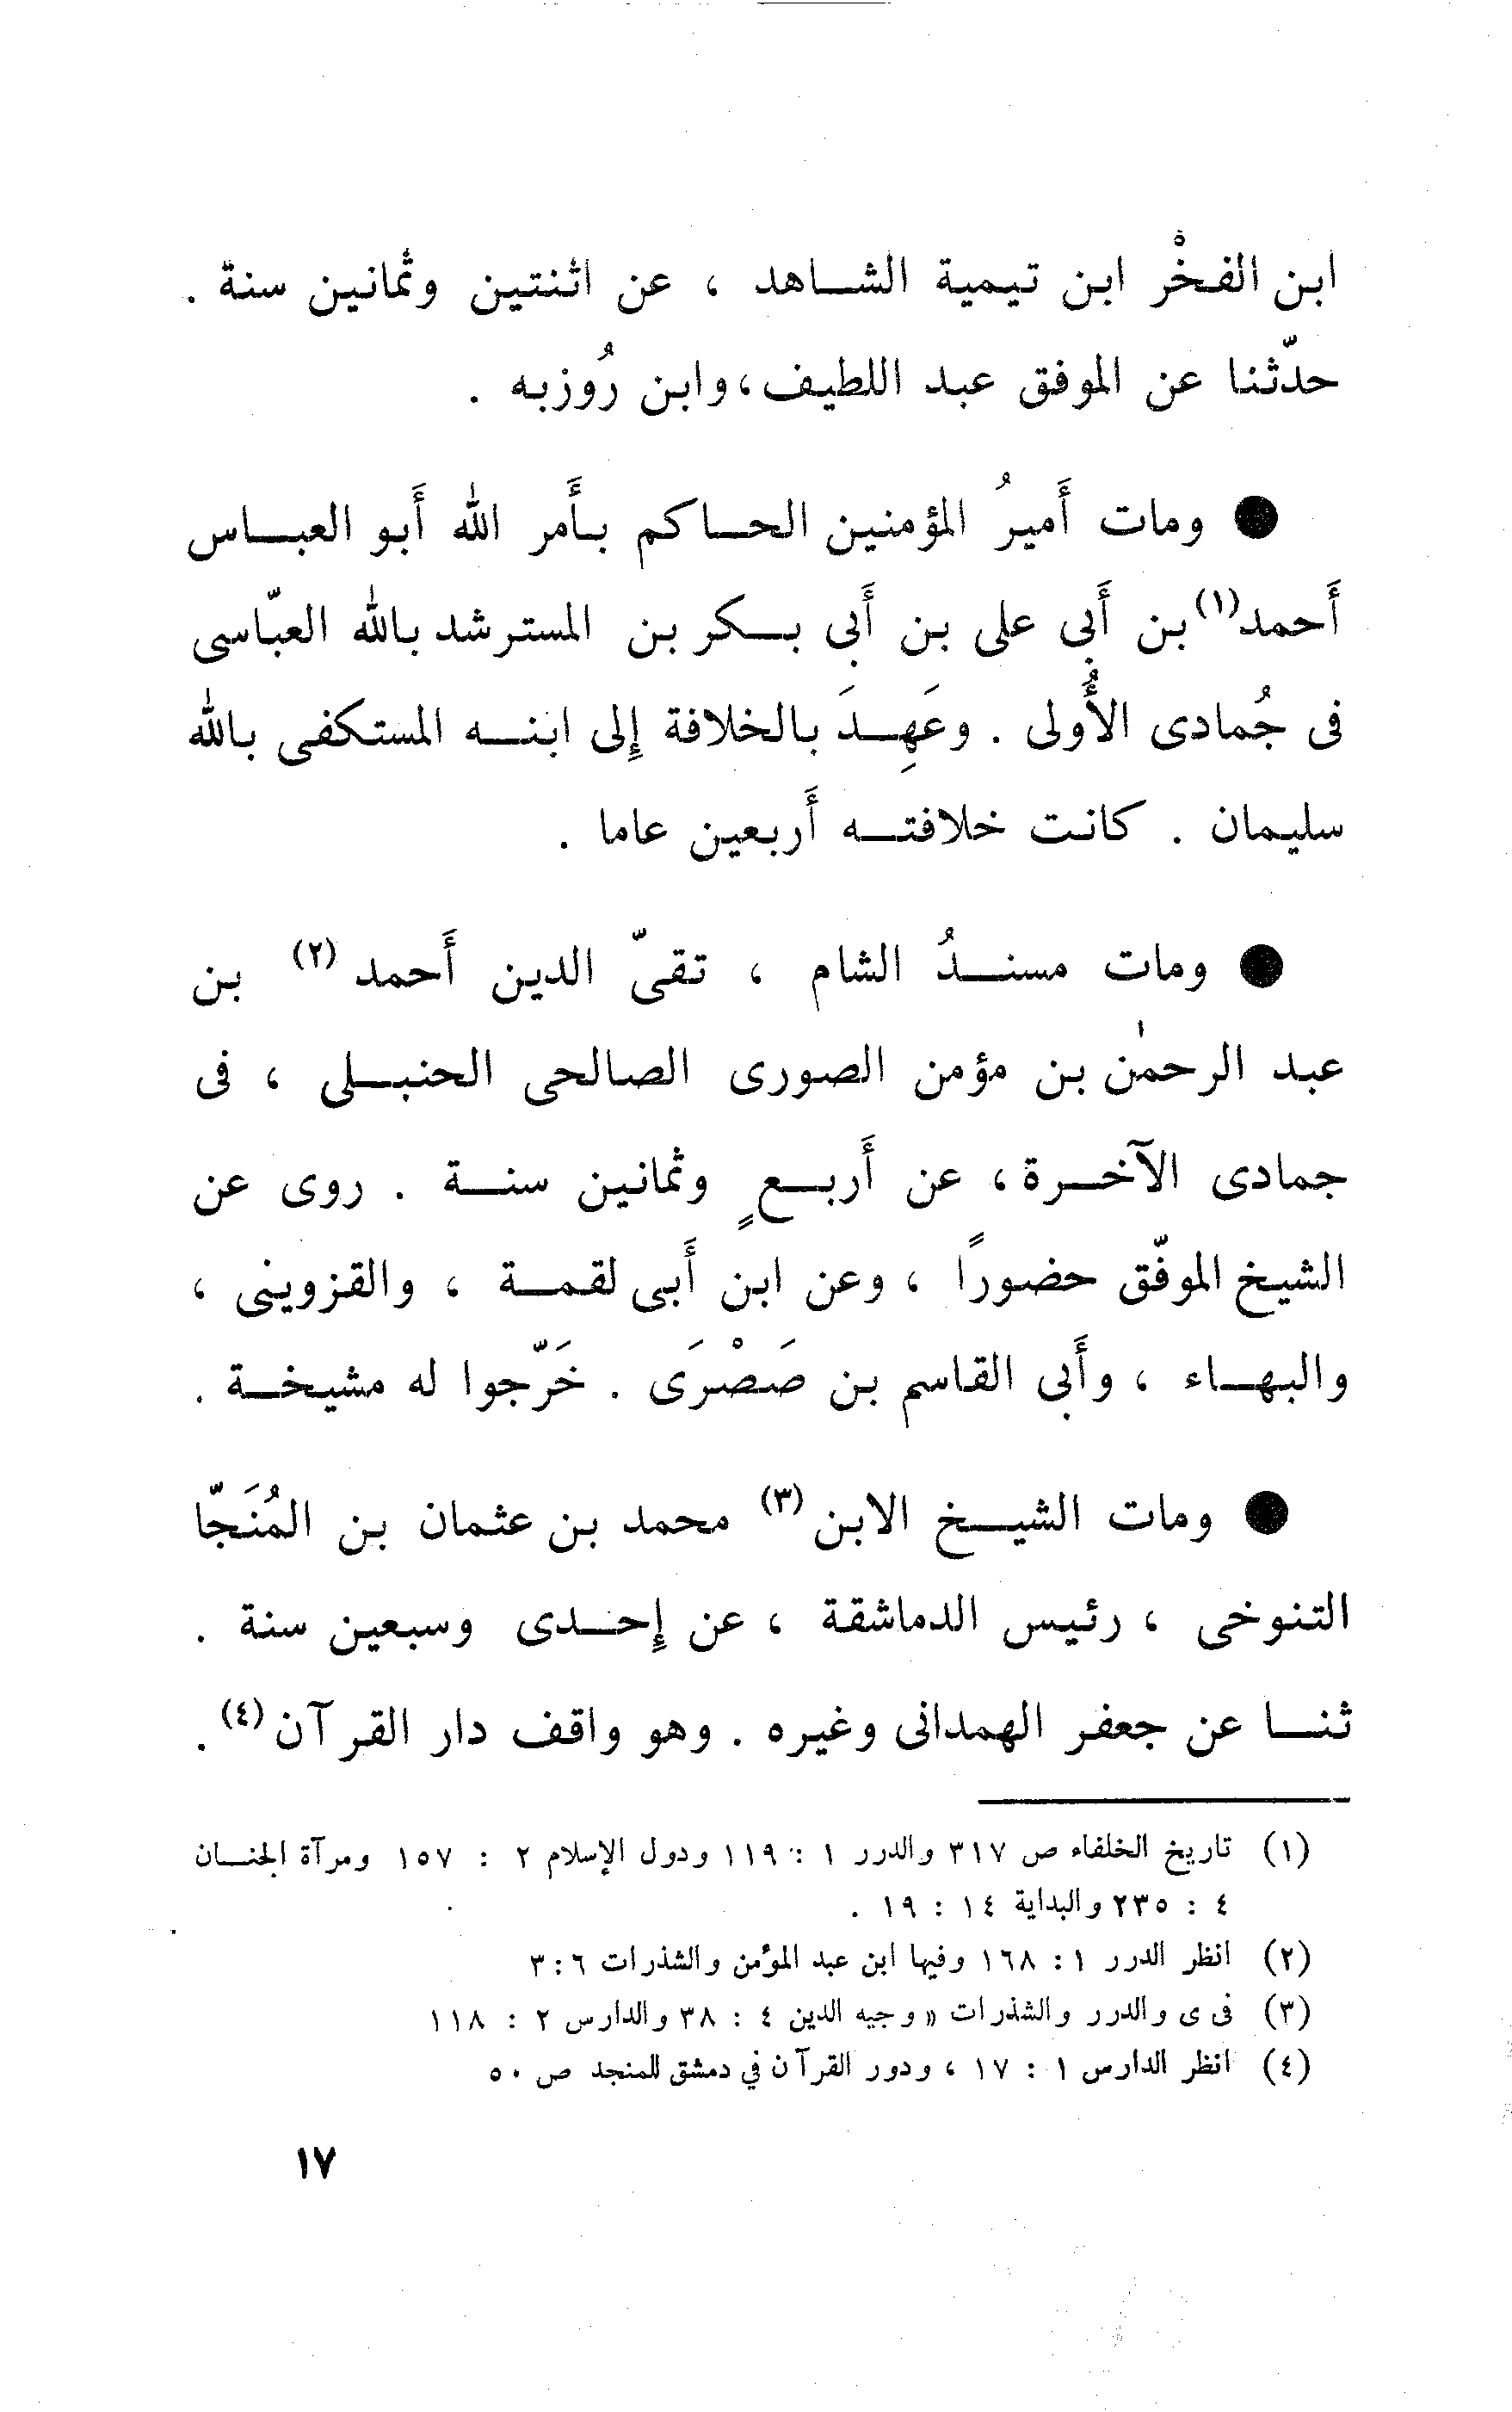 ابن الفخْر ابن تيمية الشاهد ، عن اثنتين وثمانين سنة .
حدّثنا عن الموفق عبد اللطيف ، وابن رُوزبه .
● ومات أَميرُ المؤمنين الحاكم بأَمر الله أَبو العباس
أَحمد(١) بن أَبي على بن أَبي بكر بن المسترشد بالله العبّاسى
فى جُمادى الأُولى . وعَهِدَ بالخلافة إلى ابنه المستكفى بالله
سليمان . كانت خلافته أَربعين عاما .
● ومات مسندُ الشام ، تقىّ الدين أَحمد (٢) بن
عبد الرحمٰن بن مؤمن الصورى الصالحى الحنبلى ، فى
جمادى الآخرة ، عن أَربعٍ وثمانين سنة . روى عن
الشيخ الموفّق حضورًا ، وعن ابن أَبى لقمة ، والقزوينى ،
والبهاء ، وأَبى القاسم بن صَصْرَى . خَرّجوا له مشيخة .
● ومات الشيخ الابن (٣) محمد بن عثمان بن المُنَجّا
التنوخى ، رئيس الدماشقة ، عن إحدى وسبعين سنة .
ثنا عن جعفر الهمدانى وغيره . وهو واقف دار القرآن (٤) .
(١) تاريخ الخلفاء ص ٣١٧ والدرر ١ : ١١٩ ودول الإسلام ٢ : ١٥٧ ومرآة الجنان
٤ : ٢٣٥ والبداية ١٤ : ١٩ .
(٢) انظر الدرر ١ : ١٦٨ وفيها ابن عبد المؤمن والشذرات ٦ : ٣
(٣) فى ى والدرر والشذرات « وجيه الدين ٤ : ٣٨ والدارس ٢ : ١١٨
(٤) انظر الدارس ١ : ١٧ ، ودور القرآن في دمشق للمنجد ص ٥٠
١٧